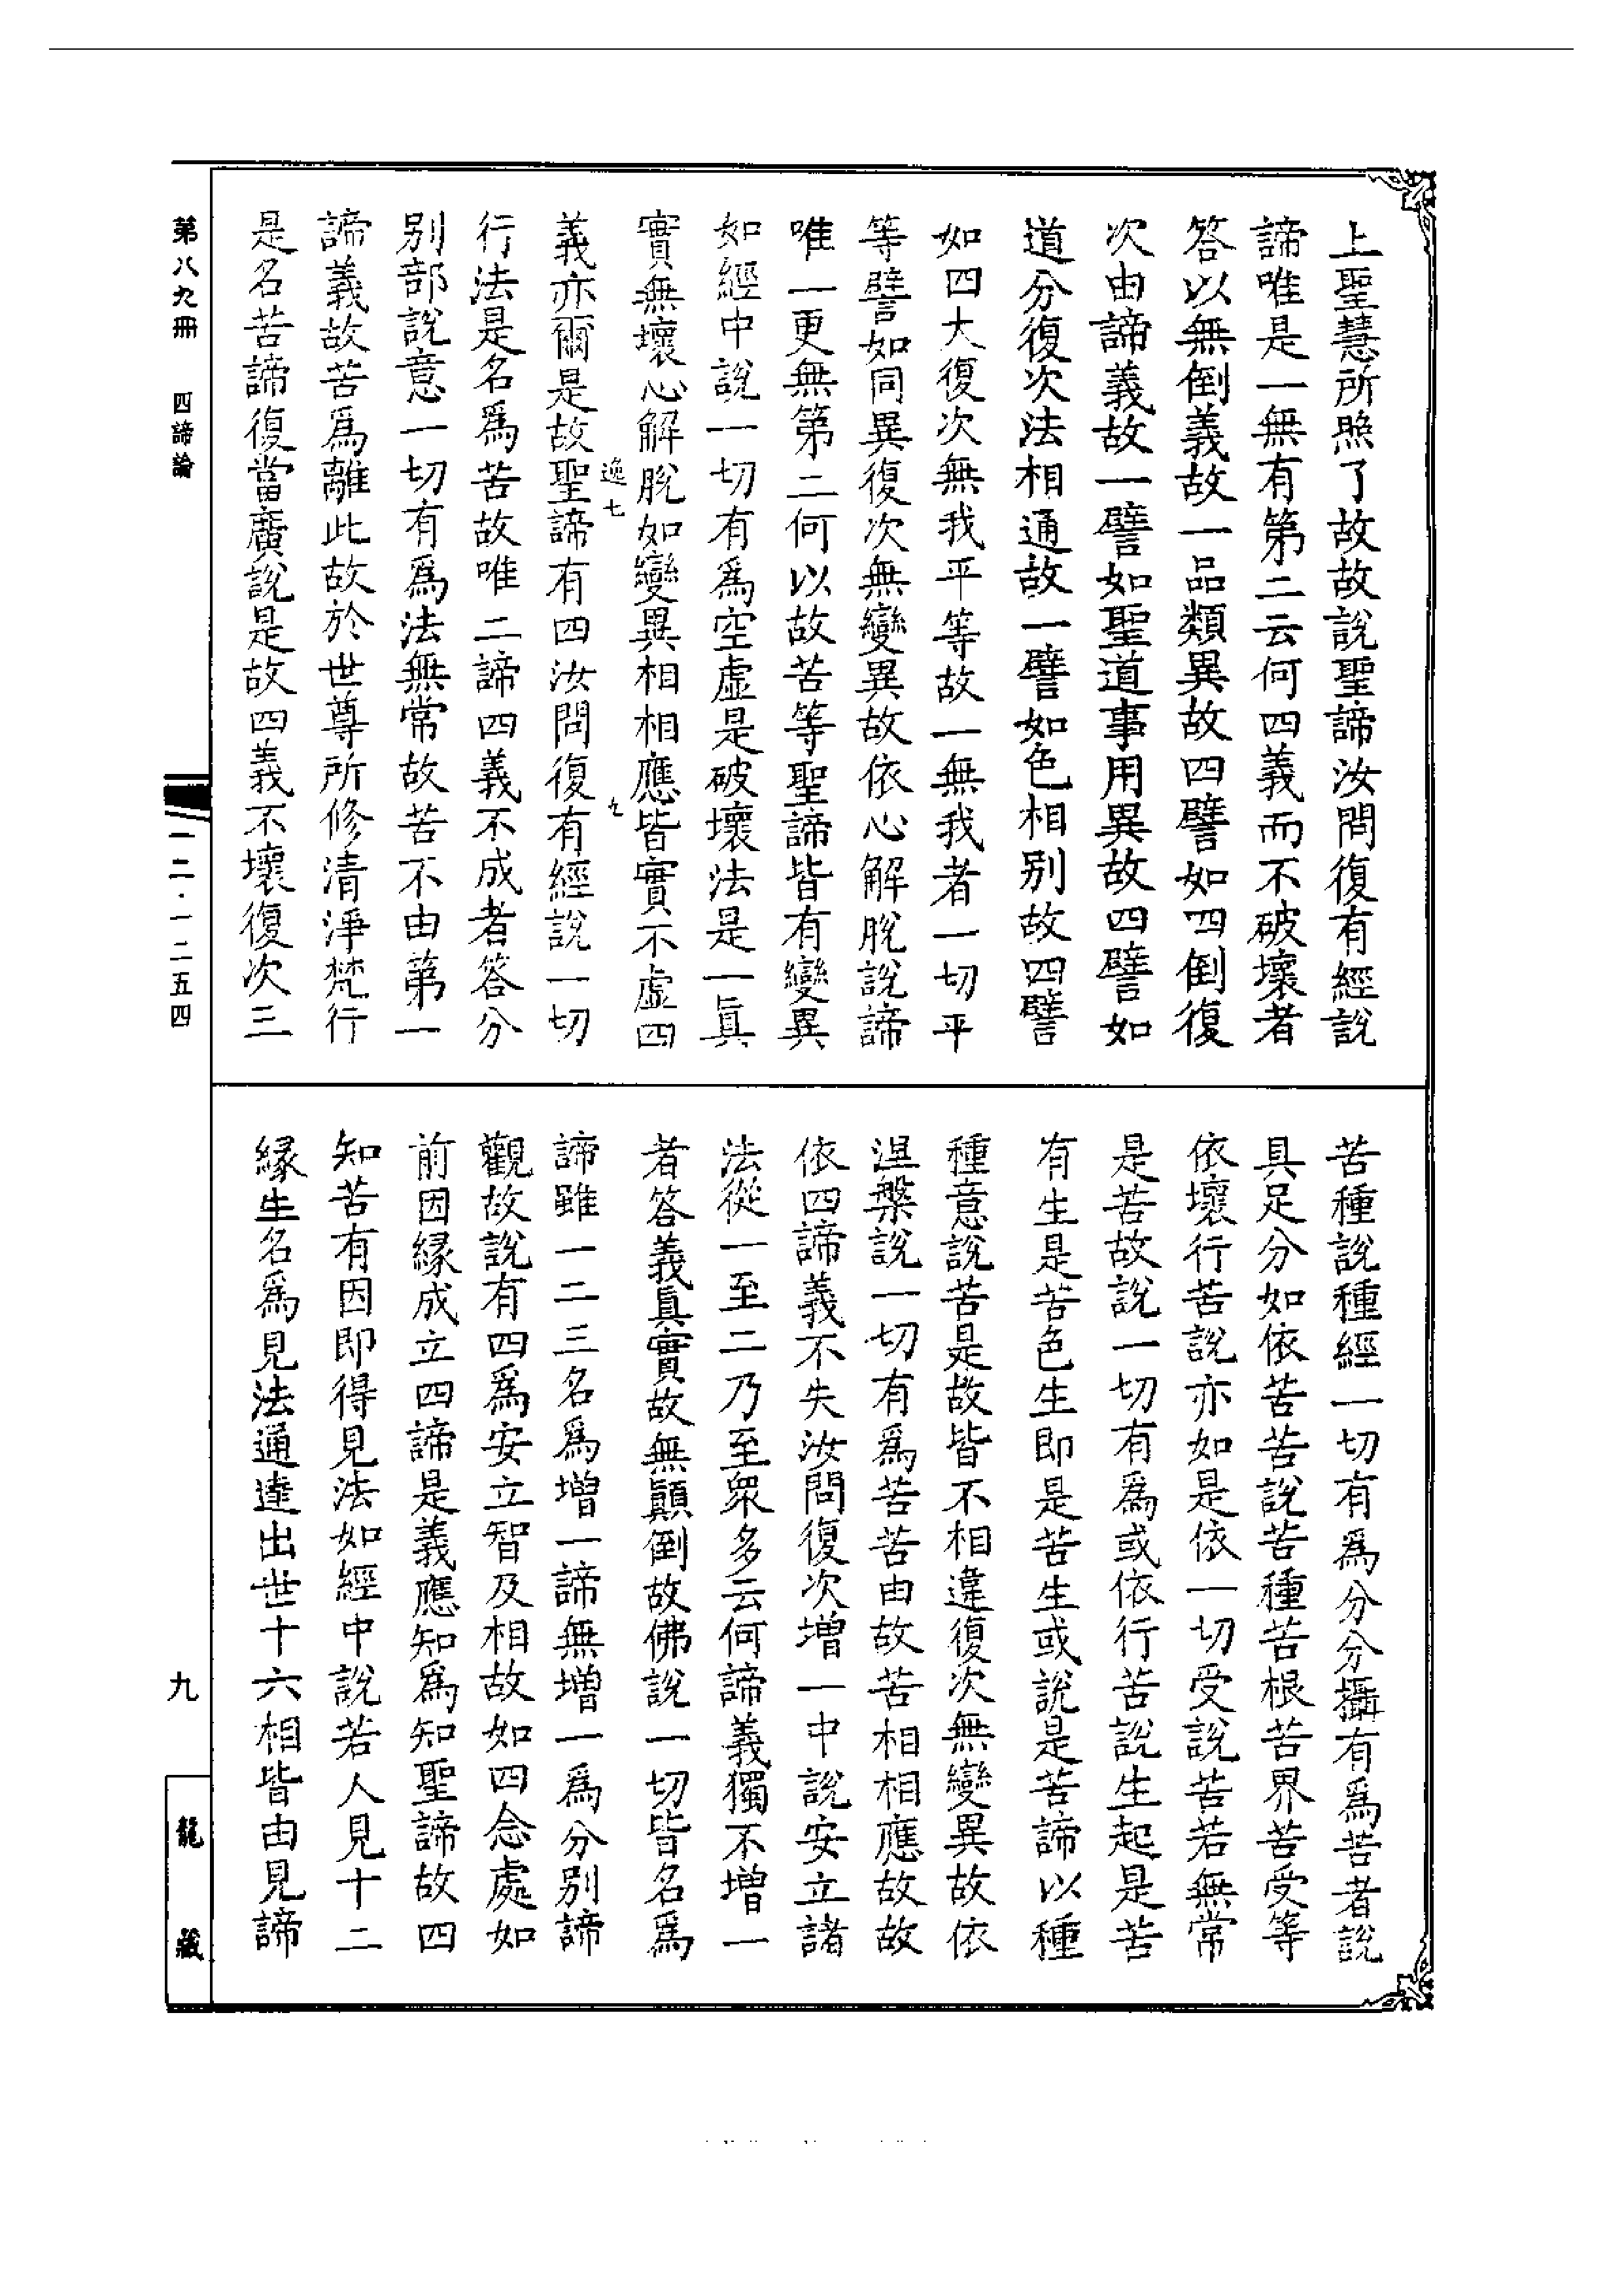 上聖慧所照了故故說聖諦汝問復有經說
諦唯是一無有第二云何四義而不破壞者
答以無倒義故一品類異故四譬如四倒復
次由諦義故一譬如聖道事用異故四譬如
道分復次法相通故一譬如色相別故四譬
如四大復次無我平等故一無我者一切平
等譬如同異復次無變異故依心解脫說諦
唯一更無第二何以故苦等聖諦皆有變異
如經中說一切有爲空虛是破壞法是一眞
實無壞心解脫如變異相相應皆實不虛四
逸七
九
義亦爾是故聖諦有四汝問復有經說一切
行法是名爲苦故唯二諦四義不成者答分
別部說意一切有爲法無常故苦不由第一
諦義故苦爲離此故於世尊所修清淨梵行
是名苦諦復當廣說是故四義不壞復次三
苦種說種經一切有爲分分攝有爲苦者說
具足分如依苦苦說苦種苦根苦界苦受等
依壞行苦說亦如是依一切受說苦若無常
是苦故說一切有爲或依行苦說生起是苦
有生是苦色生即是苦生或說是苦諦以種
種意說苦是故皆不相違復次無變異故依
涅槃說一切有爲苦苦由故苦相相應故故
依四諦義不失汝問復次增一中說安立諸
法從一至二乃至眾多云何諦義獨不增一
者答義眞實故無顚倒故佛說一切皆名爲
諦雖一二三名爲增一諦無增一爲分別諦
觀故說有四爲安立智及相故如四念處如
前因緣成立四諦是義應知爲知聖諦故四
知苦有因即得見法如經中說若人見十二
緣生名爲見法通達出世十六相皆由見諦
第八九冊　四諦論
一二·一二五四
九
龍藏